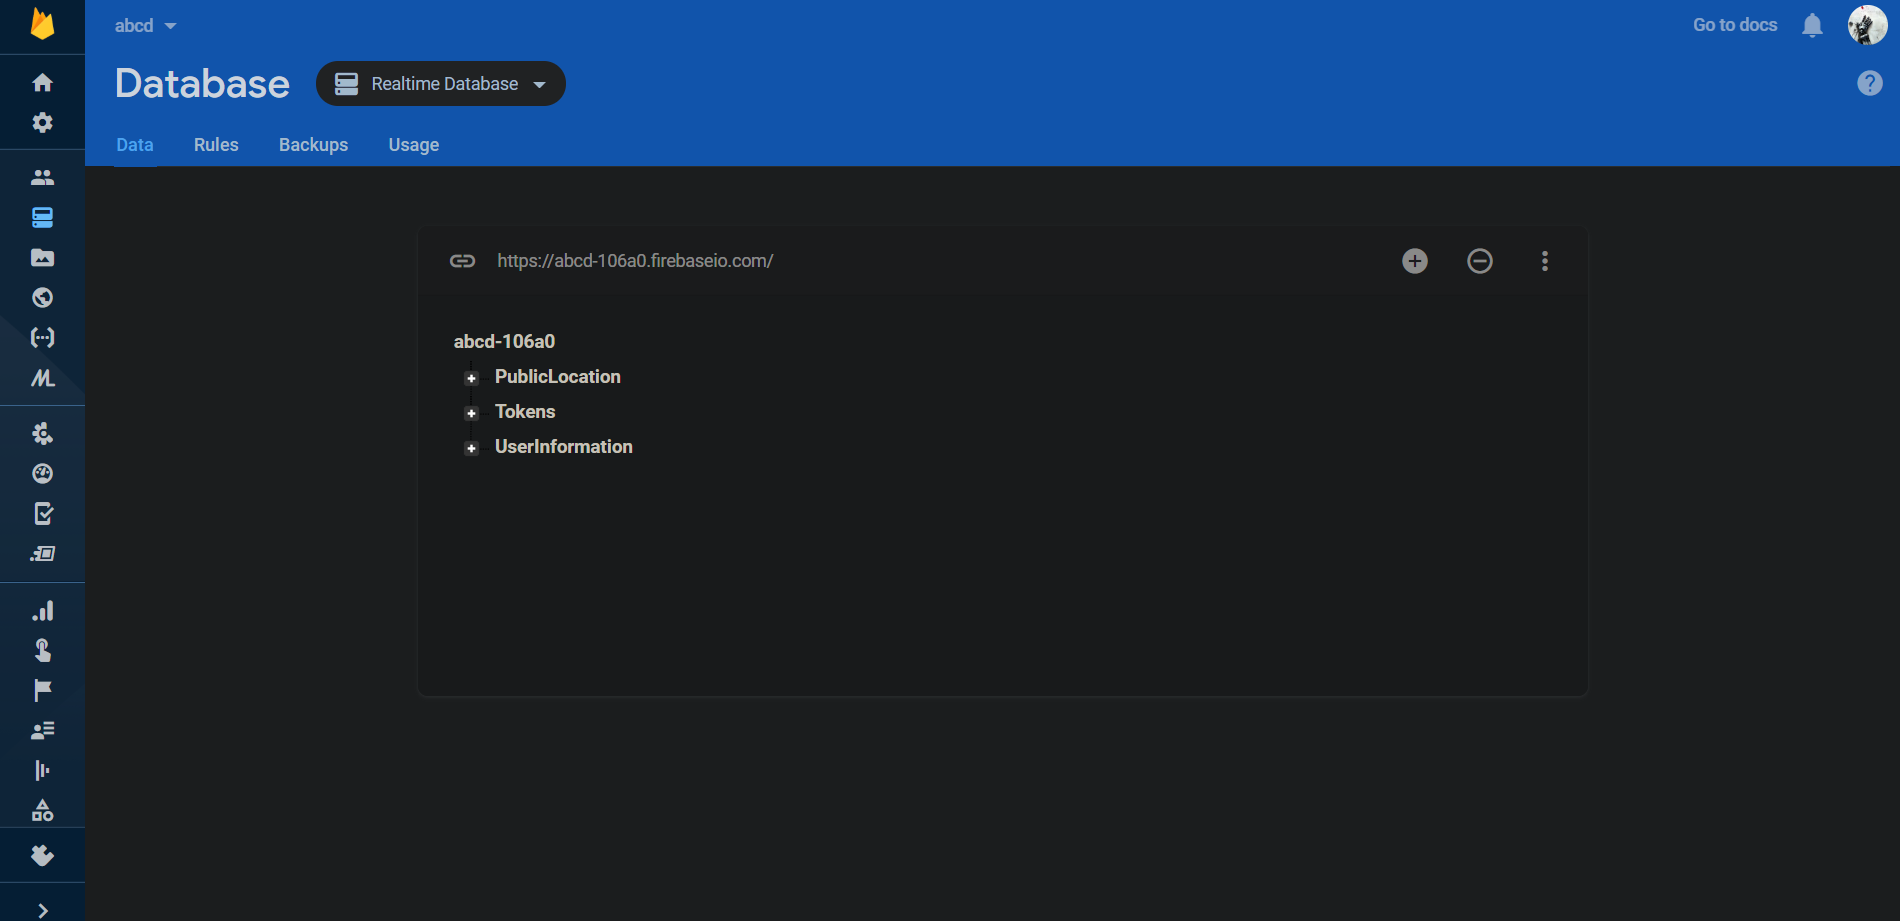 abcd
Go to docs
Database
Realtime Database
Data
Rules
Backups
Usage
https://abcd-106a0.firebaseio.com/
abcd-106a0
PublicLocation
Tokens
UserInformation